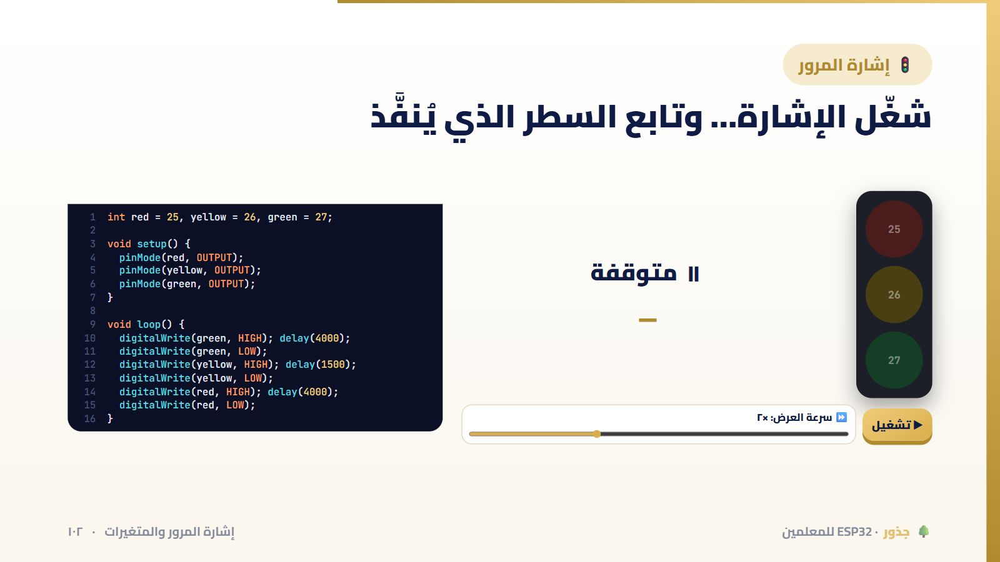 🚦 إشارة المرور
شغّل الإشارة... وتابع السطر الذي يُنفَّذ
25
26
27
⏸ متوقفة
—
▶ تشغيل
⏩ سرعة العرض: ×٢
1 int red = 25, yellow = 26, green = 27;
2
3 void setup() {
4   pinMode(red, OUTPUT);
5   pinMode(yellow, OUTPUT);
6   pinMode(green, OUTPUT);
7 }
8
9 void loop() {
10   digitalWrite(green, HIGH); delay(4000);
11   digitalWrite(green, LOW);
12   digitalWrite(yellow, HIGH); delay(1500);
13   digitalWrite(yellow, LOW);
14   digitalWrite(red, HIGH); delay(4000);
15   digitalWrite(red, LOW);
16 }
🌳 جذور · ESP32 للمعلمين
إشارة المرور والمتغيرات · ١٠٢